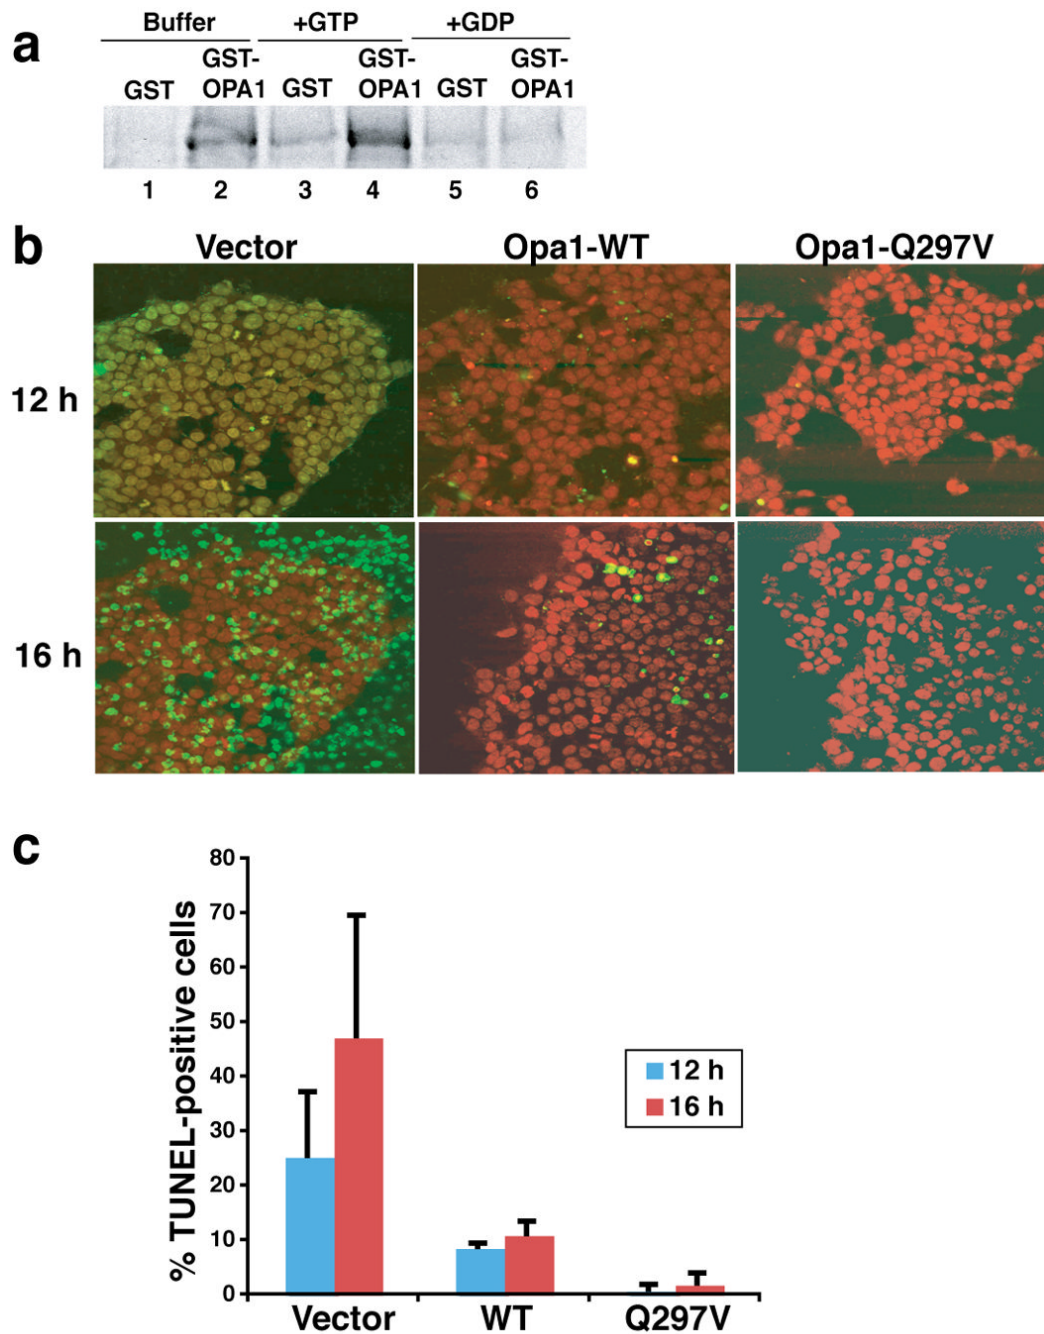 a
Buffer +GTP +GDP
GST- GST- GST-
GST OPA1 GST OPA1 GST OPA1
1 2 3 4 5 6
b
Vector Opa1-WT Opa1-Q297V
12 h
16 h
c
% TUNEL-positive cells
80
70
60
50
40
30
20
10
0
12 h
16 h
Vector WT Q297V